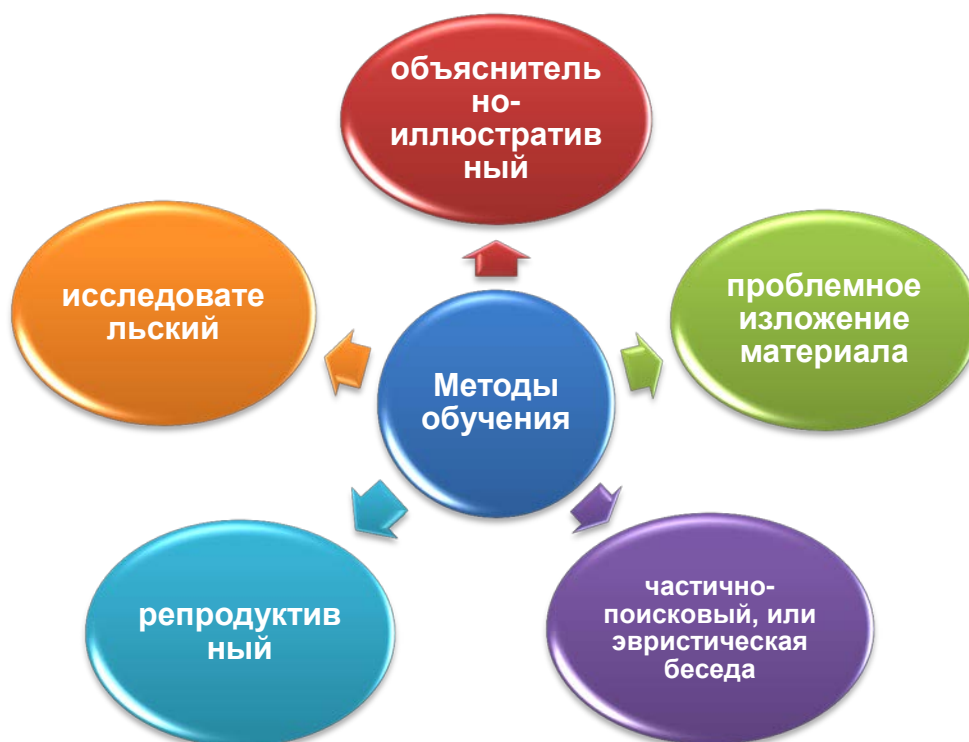 объяснитель
но-
иллюстратив
ный
исследовате
льский
проблемное
изложение
материала
Методы
обучения
репродуктив
ный
частично-
поисковый, или
эвристическая
беседа